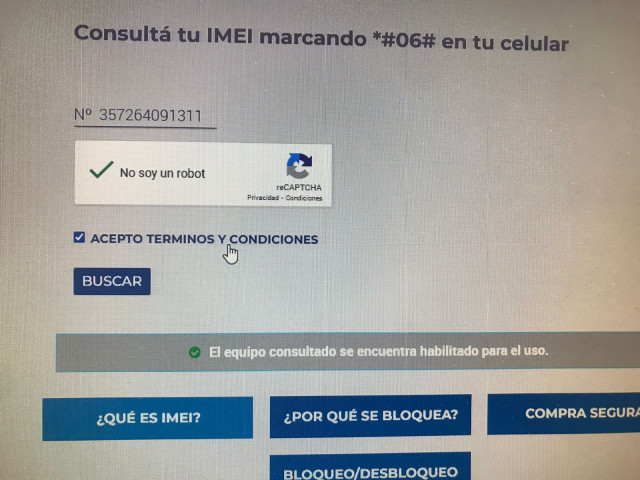 Consultá tu IMEI marcando *#06# en tu celular
Nº 357264091311
No soy un robot
reCAPTCHA
Privacidad - Condiciones
ACEPTO TERMINOS Y CONDICIONES
BUSCAR
El equipo consultado se encuentra habilitado para el uso.
¿QUÉ ES IMEI?
¿POR QUÉ SE BLOQUEA?
COMPRA SEGURA
BLOQUEO/DESBLOQUEO